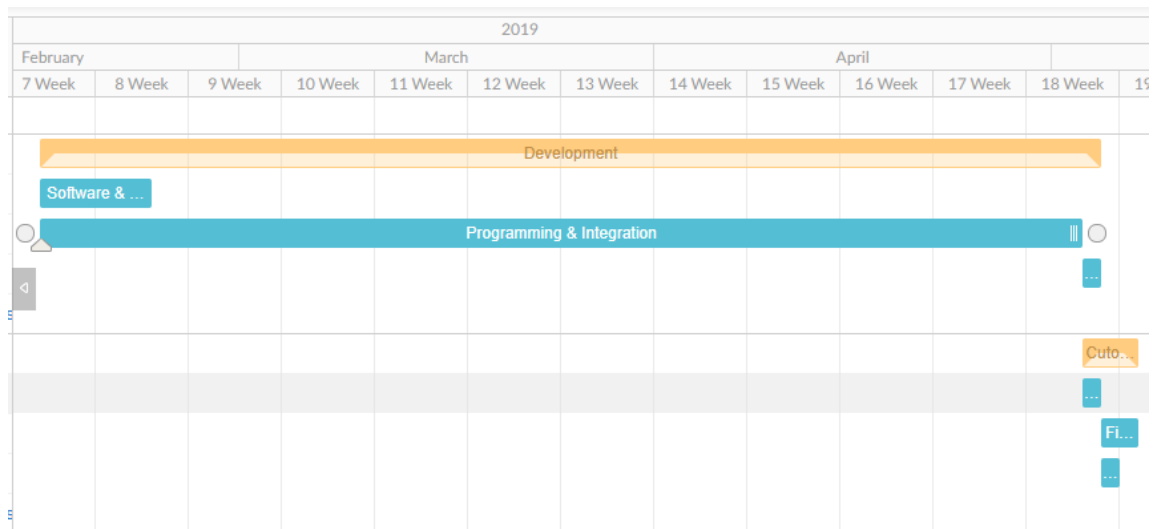 2019
February March April
7 Week 8 Week 9 Week 10 Week 11 Week 12 Week 13 Week 14 Week 15 Week 16 Week 17 Week 18 Week 19
Development
Software & ...
Programming & Integration
...
s
Cuto...
...
Fi...
...
s